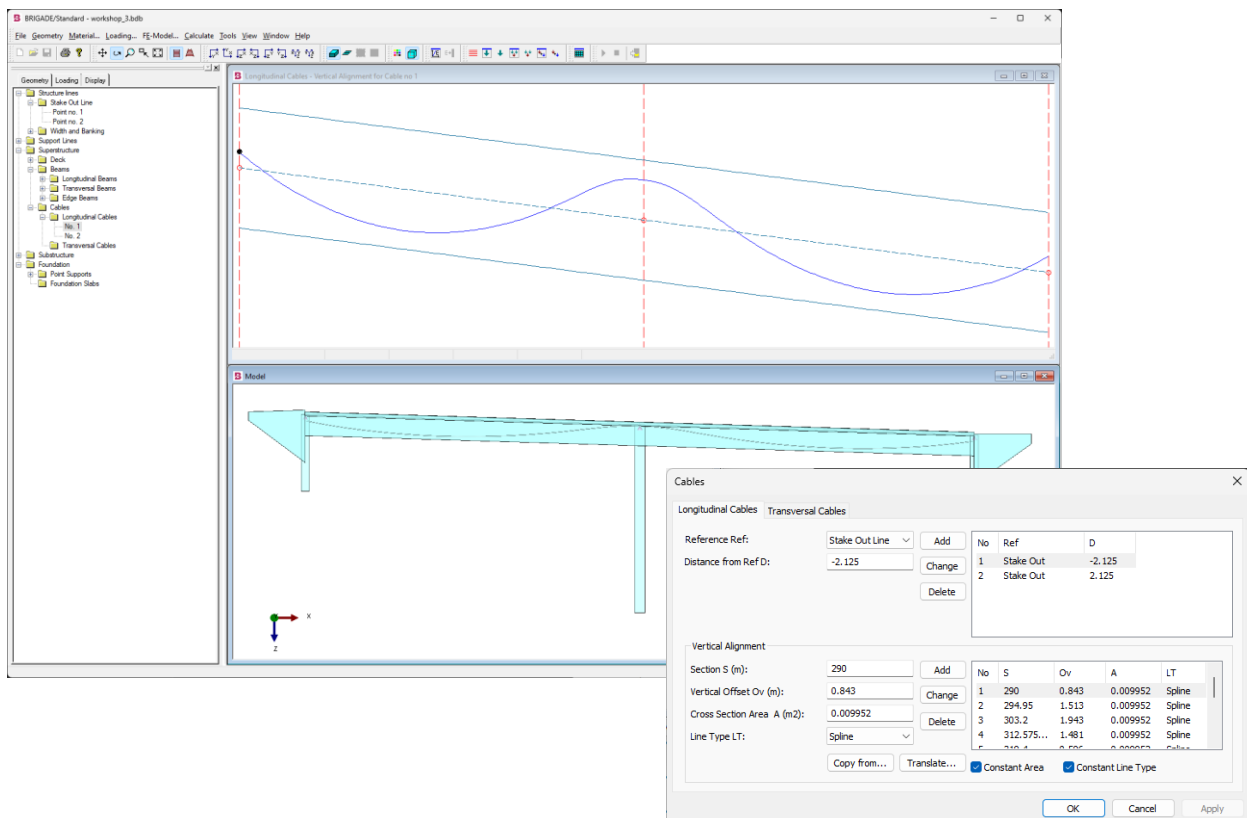 BRIGADE/Standard - workshop_3.bdb
File Geometry Material... Loading... FE-Model... Calculate Tools View Window Help
Geometry Loading Display
Structure lines
Stake Out Line
Point no. 1
Point no. 2
Width and Banking
Support Lines
Superstructure
Deck
Beams
Longitudinal Beams
Transversal Beams
Edge Beams
Cables
Longitudinal Cables
No. 1
No. 2
Transversal Cables
Substructure
Foundation
Point Supports
Foundation Slabs
Longitudinal Cables - Vertical Alignment for Cable no 1
Model
X
Z
Cables
Longitudinal Cables Transversal Cables
Reference Ref: Stake Out Line Add
Distance from Ref D: -2.125 Change
Delete
No Ref D
1 Stake Out -2.125
2 Stake Out 2.125
Vertical Alignment
Section S (m): 290 Add
Vertical Offset Ov (m): 0.843 Change
Cross Section Area A (m2): 0.009952 Delete
Line Type LT: Spline
Copy from... Translate...
No S Ov A LT
1 290 0.843 0.009952 Spline
2 294.95 1.513 0.009952 Spline
3 303.2 1.943 0.009952 Spline
4 312.575... 1.481 0.009952 Spline
Constant Area Constant Line Type
OK Cancel Apply